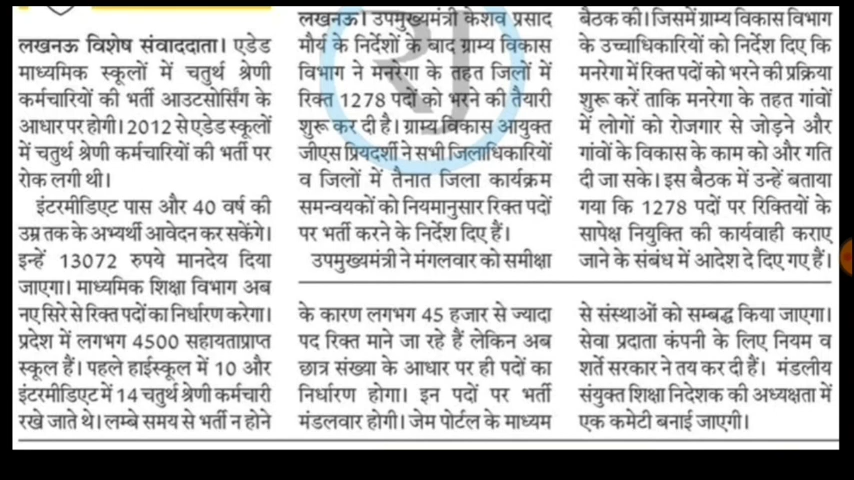 लखनऊ विशेष संवाददाता। एडेड
माध्यमिक स्कूलों में चतुर्थ श्रेणी
कर्मचारियों की भर्ती आउटसोर्सिंग के
आधार पर होगी। 2012 से एडेड स्कूलों
में चतुर्थ श्रेणी कर्मचारियों की भर्ती पर
रोक लगी थी।
इंटरमीडिएट पास और 40 वर्ष की
उम्र तक के अभ्यर्थी आवेदन कर सकेंगे।
इन्हें 13072 रुपये मानदेय दिया
जाएगा। माध्यमिक शिक्षा विभाग अब
नए सिरे से रिक्त पदों का निर्धारण करेगा।
प्रदेश में लगभग 4500 सहायताप्राप्त
स्कूल हैं। पहले हाईस्कूल में 10 और
इंटरमीडिएट में 14 चतुर्थ श्रेणी कर्मचारी
रखे जाते थे। लम्बे समय से भर्ती न होने
के कारण लगभग 45 हजार से ज्यादा
पद रिक्त माने जा रहे हैं लेकिन अब
छात्र संख्या के आधार पर ही पदों का
निर्धारण होगा। इन पदों पर भर्ती
मंडलवार होगी। जेम पोर्टल के माध्यम
से संस्थाओं को सम्बद्ध किया जाएगा।
सेवा प्रदाता कंपनी के लिए नियम व
शर्ते सरकार ने तय कर दी हैं। मंडलीय
संयुक्त शिक्षा निदेशक की अध्यक्षता में
एक कमेटी बनाई जाएगी।
लखनऊ। उपमुख्यमंत्री केशव प्रसाद
मौर्य के निर्देशों के बाद ग्राम्य विकास
विभाग ने मनरेगा के तहत जिलों में
रिक्त 1278 पदों को भरने की तैयारी
शुरू कर दी है। ग्राम्य विकास आयुक्त
जीएस प्रियदर्शी ने सभी जिलाधिकारियों
व जिलों में तैनात जिला कार्यक्रम
समन्वयकों को नियमानुसार रिक्त पदों
पर भर्ती करने के निर्देश दिए हैं।
उपमुख्यमंत्री ने मंगलवार को समीक्षा
बैठक की। जिसमें ग्राम्य विकास विभाग
के उच्चाधिकारियों को निर्देश दिए कि
मनरेगा में रिक्त पदों को भरने की प्रक्रिया
शुरू करें ताकि मनरेगा के तहत गांवों
में लोगों को रोजगार से जोड़ने और
गांवों के विकास के काम को और गति
दी जा सके। इस बैठक में उन्हें बताया
गया कि 1278 पदों पर रिक्तियों के
सापेक्ष नियुक्ति की कार्यवाही कराए
जाने के संबंध में आदेश दे दिए गए हैं।